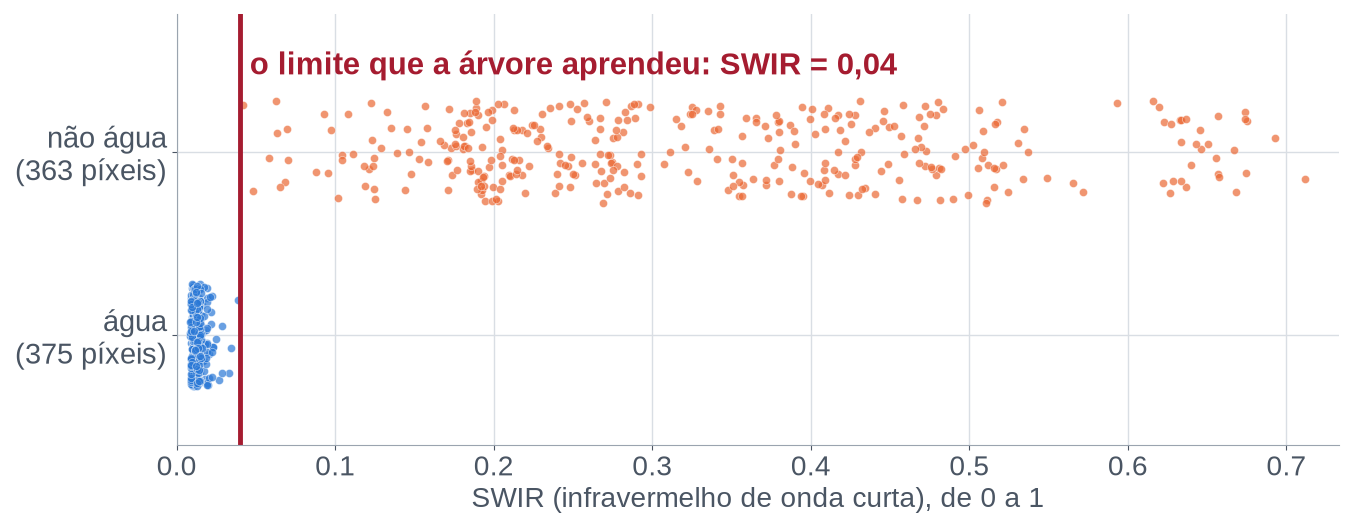 o limite que a árvore aprendeu: SWIR = 0,04
não água
(363 píxeis)
água
(375 píxeis)
0.0
0.1
0.2
0.3
0.4
0.5
0.6
0.7
SWIR (infravermelho de onda curta), de 0 a 1